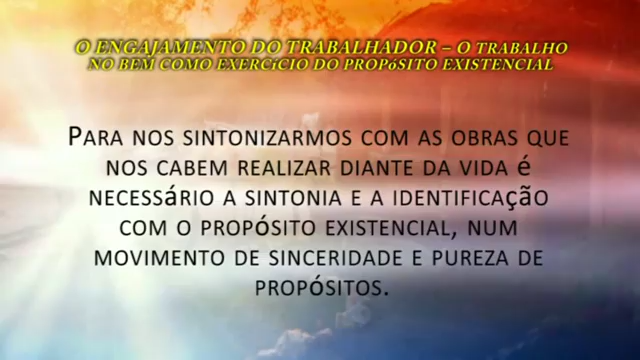 O ENGAJAMENTO DO TRABALHADOR – O TRABALHO
NO BEM COMO EXERCíCIO DO PROPóSITO EXISTENCIAL
PARA NOS SINTONIZARMOS COM AS OBRAS QUE
NOS CABEM REALIZAR DIANTE DA VIDA é
NECESSáRIO A SINTONIA E A IDENTIFICAçãO
COM O PROPóSITO EXISTENCIAL, NUM
MOVIMENTO DE SINCERIDADE E PUREZA DE
PROPóSITOS.